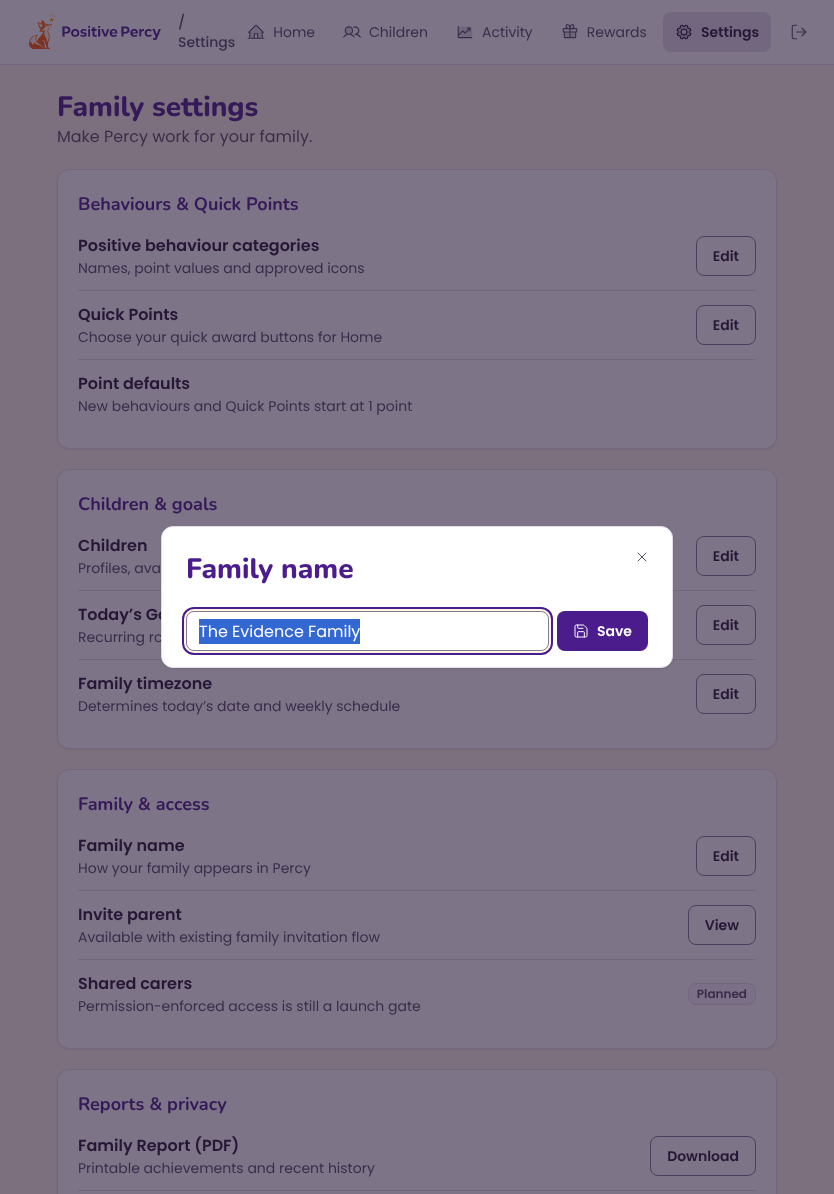 Positive Percy
/
Settings
Home
Children
Activity
Rewards
Settings
Family settings
Make Percy work for your family.
Behaviours & Quick Points
Positive behaviour categories
Names, point values and approved icons
Edit
Quick Points
Choose your quick award buttons for Home
Edit
Point defaults
New behaviours and Quick Points start at 1 point
Children & goals
Children
Edit
Today’s
Edit
Recurring
Family name
The Evidence Family
Save
Family timezone
Determines today’s date and weekly schedule
Edit
Family & access
Family name
How your family appears in Percy
Edit
Invite parent
Available with existing family invitation flow
View
Shared carers
Permission-enforced access is still a launch gate
Planned
Reports & privacy
Family Report (PDF)
Printable achievements and recent history
Download